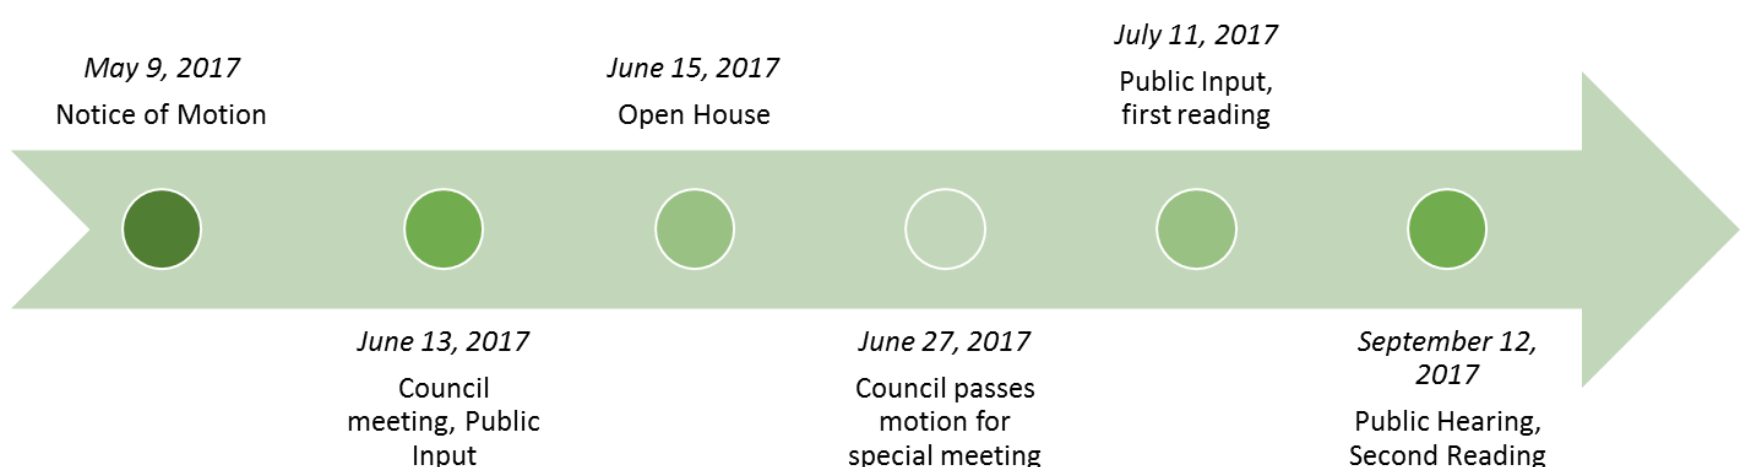 May 9, 2017
Notice of Motion
June 13, 2017
Council
meeting, Public
Input
June 15, 2017
Open House
June 27, 2017
Council passes
motion for
special meeting
July 11, 2017
Public Input,
first reading
September 12,
2017
Public Hearing,
Second Reading